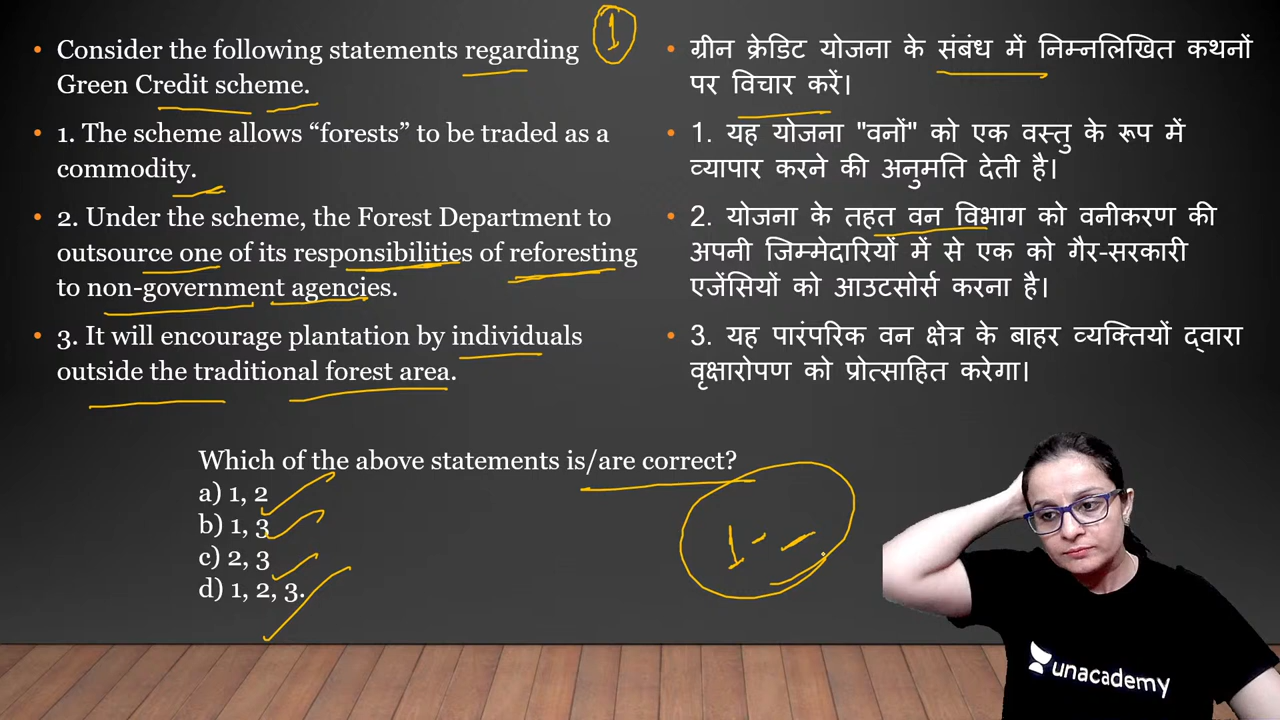 Consider the following statements regarding
Green Credit scheme.
1. The scheme allows “forests” to be traded as a
commodity.
2. Under the scheme, the Forest Department to
outsource one of its responsibilities of reforesting
to non-government agencies.
3. It will encourage plantation by individuals
outside the traditional forest area.
1
ग्रीन क्रेडिट योजना के संबंध में निम्नलिखित कथनों
पर विचार करें।
1. यह योजना "वनों" को एक वस्तु के रूप में
व्यापार करने की अनुमति देती है।
2. योजना के तहत वन विभाग को वनीकरण की
अपनी जिम्मेदारियों में से एक को गैर-सरकारी
एजेंसियों को आउटसोर्स करना है।
3. यह पारंपरिक वन क्षेत्र के बाहर व्यक्तियों द्वारा
वृक्षारोपण को प्रोत्साहित करेगा।
Which of the above statements is/are correct?
a) 1, 2
b) 1, 3
c) 2, 3
d) 1, 2, 3.
1 - -
unacademy